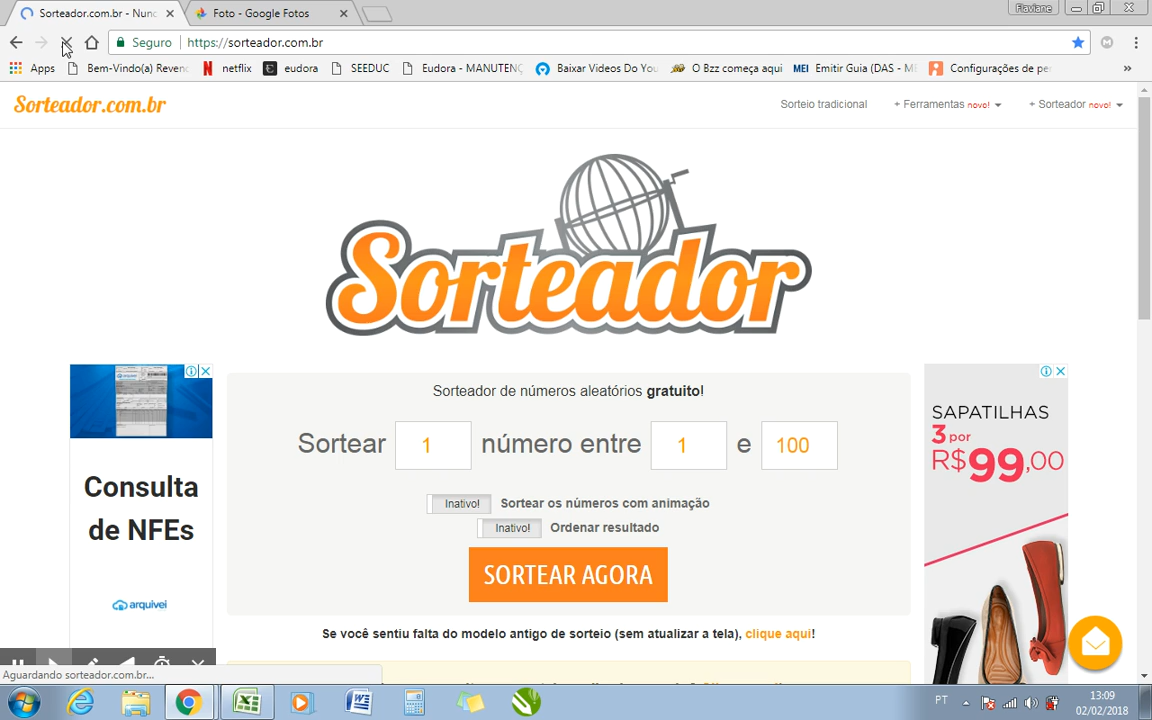 Sorteador.com.br - Nunc
Foto - Google Fotos
Flaviane
Seguro
https://sorteador.com.br
Apps
Bem-Vindo(a) Reven
netflix
eudora
SEEDUC
Eudora - MANUTENÇ
Baixar Videos Do You
O Bzz começa aqui
MEI Emitir Guia (DAS - ME
Configurações de per
»
Sorteador.com.br
Sorteio tradicional
+ Ferramentas novo!
+ Sorteador novo!
Sorteador
Sorteador de números aleatórios gratuito!
Sortear 1 número entre 1 e 100
Inativo! Sortear os números com animação
Inativo! Ordenar resultado
SORTEAR AGORA
Se você sentiu falta do modelo antigo de sorteio (sem atualizar a tela), clique aqui!
Consulta
de NFEs
arquivei
SAPATILHAS
3 por
R$99,00
Aguardando sorteador.com.br...
PT
13:09
02/02/2018